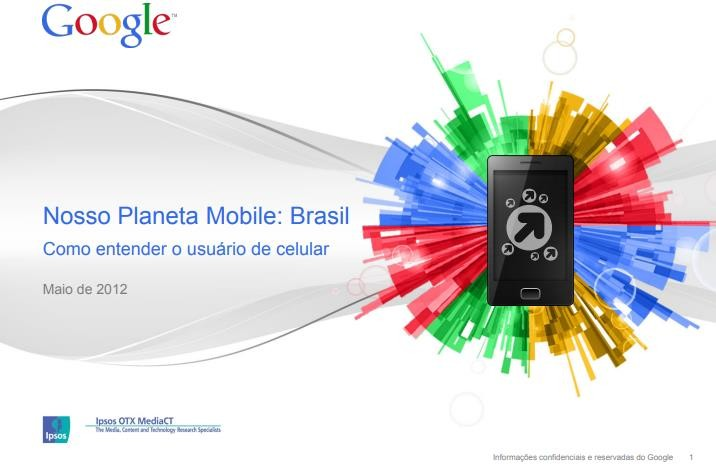 Google™
Nosso Planeta Mobile: Brasil
Como entender o usuário de celular
Maio de 2012
Ipsos
Ipsos OTX MediaCT
The Media, Content and Technology Research Specialists
Informações confidenciais e reservadas do Google 1